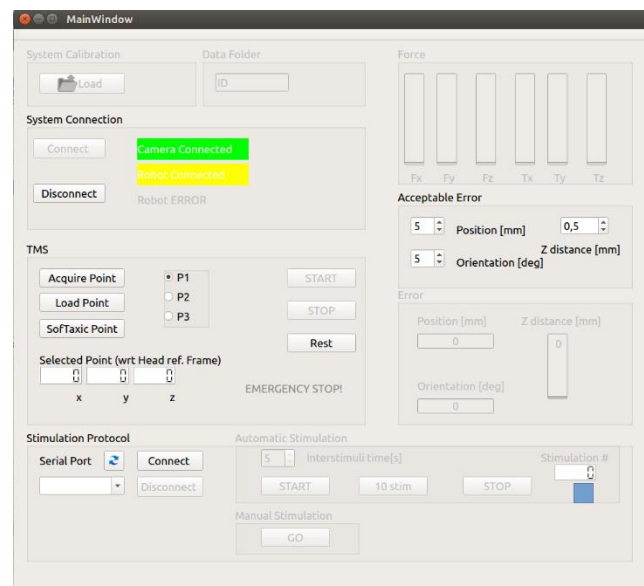 MainWindow
System Calibration
Load
Data Folder
ID
System Connection
Connect
Camera Connected
Robot Connected
Disconnect
Robot ERROR
TMS
Acquire Point
Load Point
SofTaxic Point
P1
P2
P3
START
STOP
Rest
Selected Point (wrt Head ref. Frame)
0 0 0
x y z
EMERGENCY STOP!
Force
Fx Fy Fz Tx Ty Tz
Acceptable Error
5 Position [mm]
0,5
Z distance [mm]
5 Orientation [deg]
Error
Position [mm]
0
Z distance [mm]
0
Orientation [deg]
0
Stimulation Protocol
Serial Port
Connect
Disconnect
Automatic Stimulation
5 Interstimuli time[s]
START 10 stim STOP
Stimulation #
0
Manual Stimulation
GO